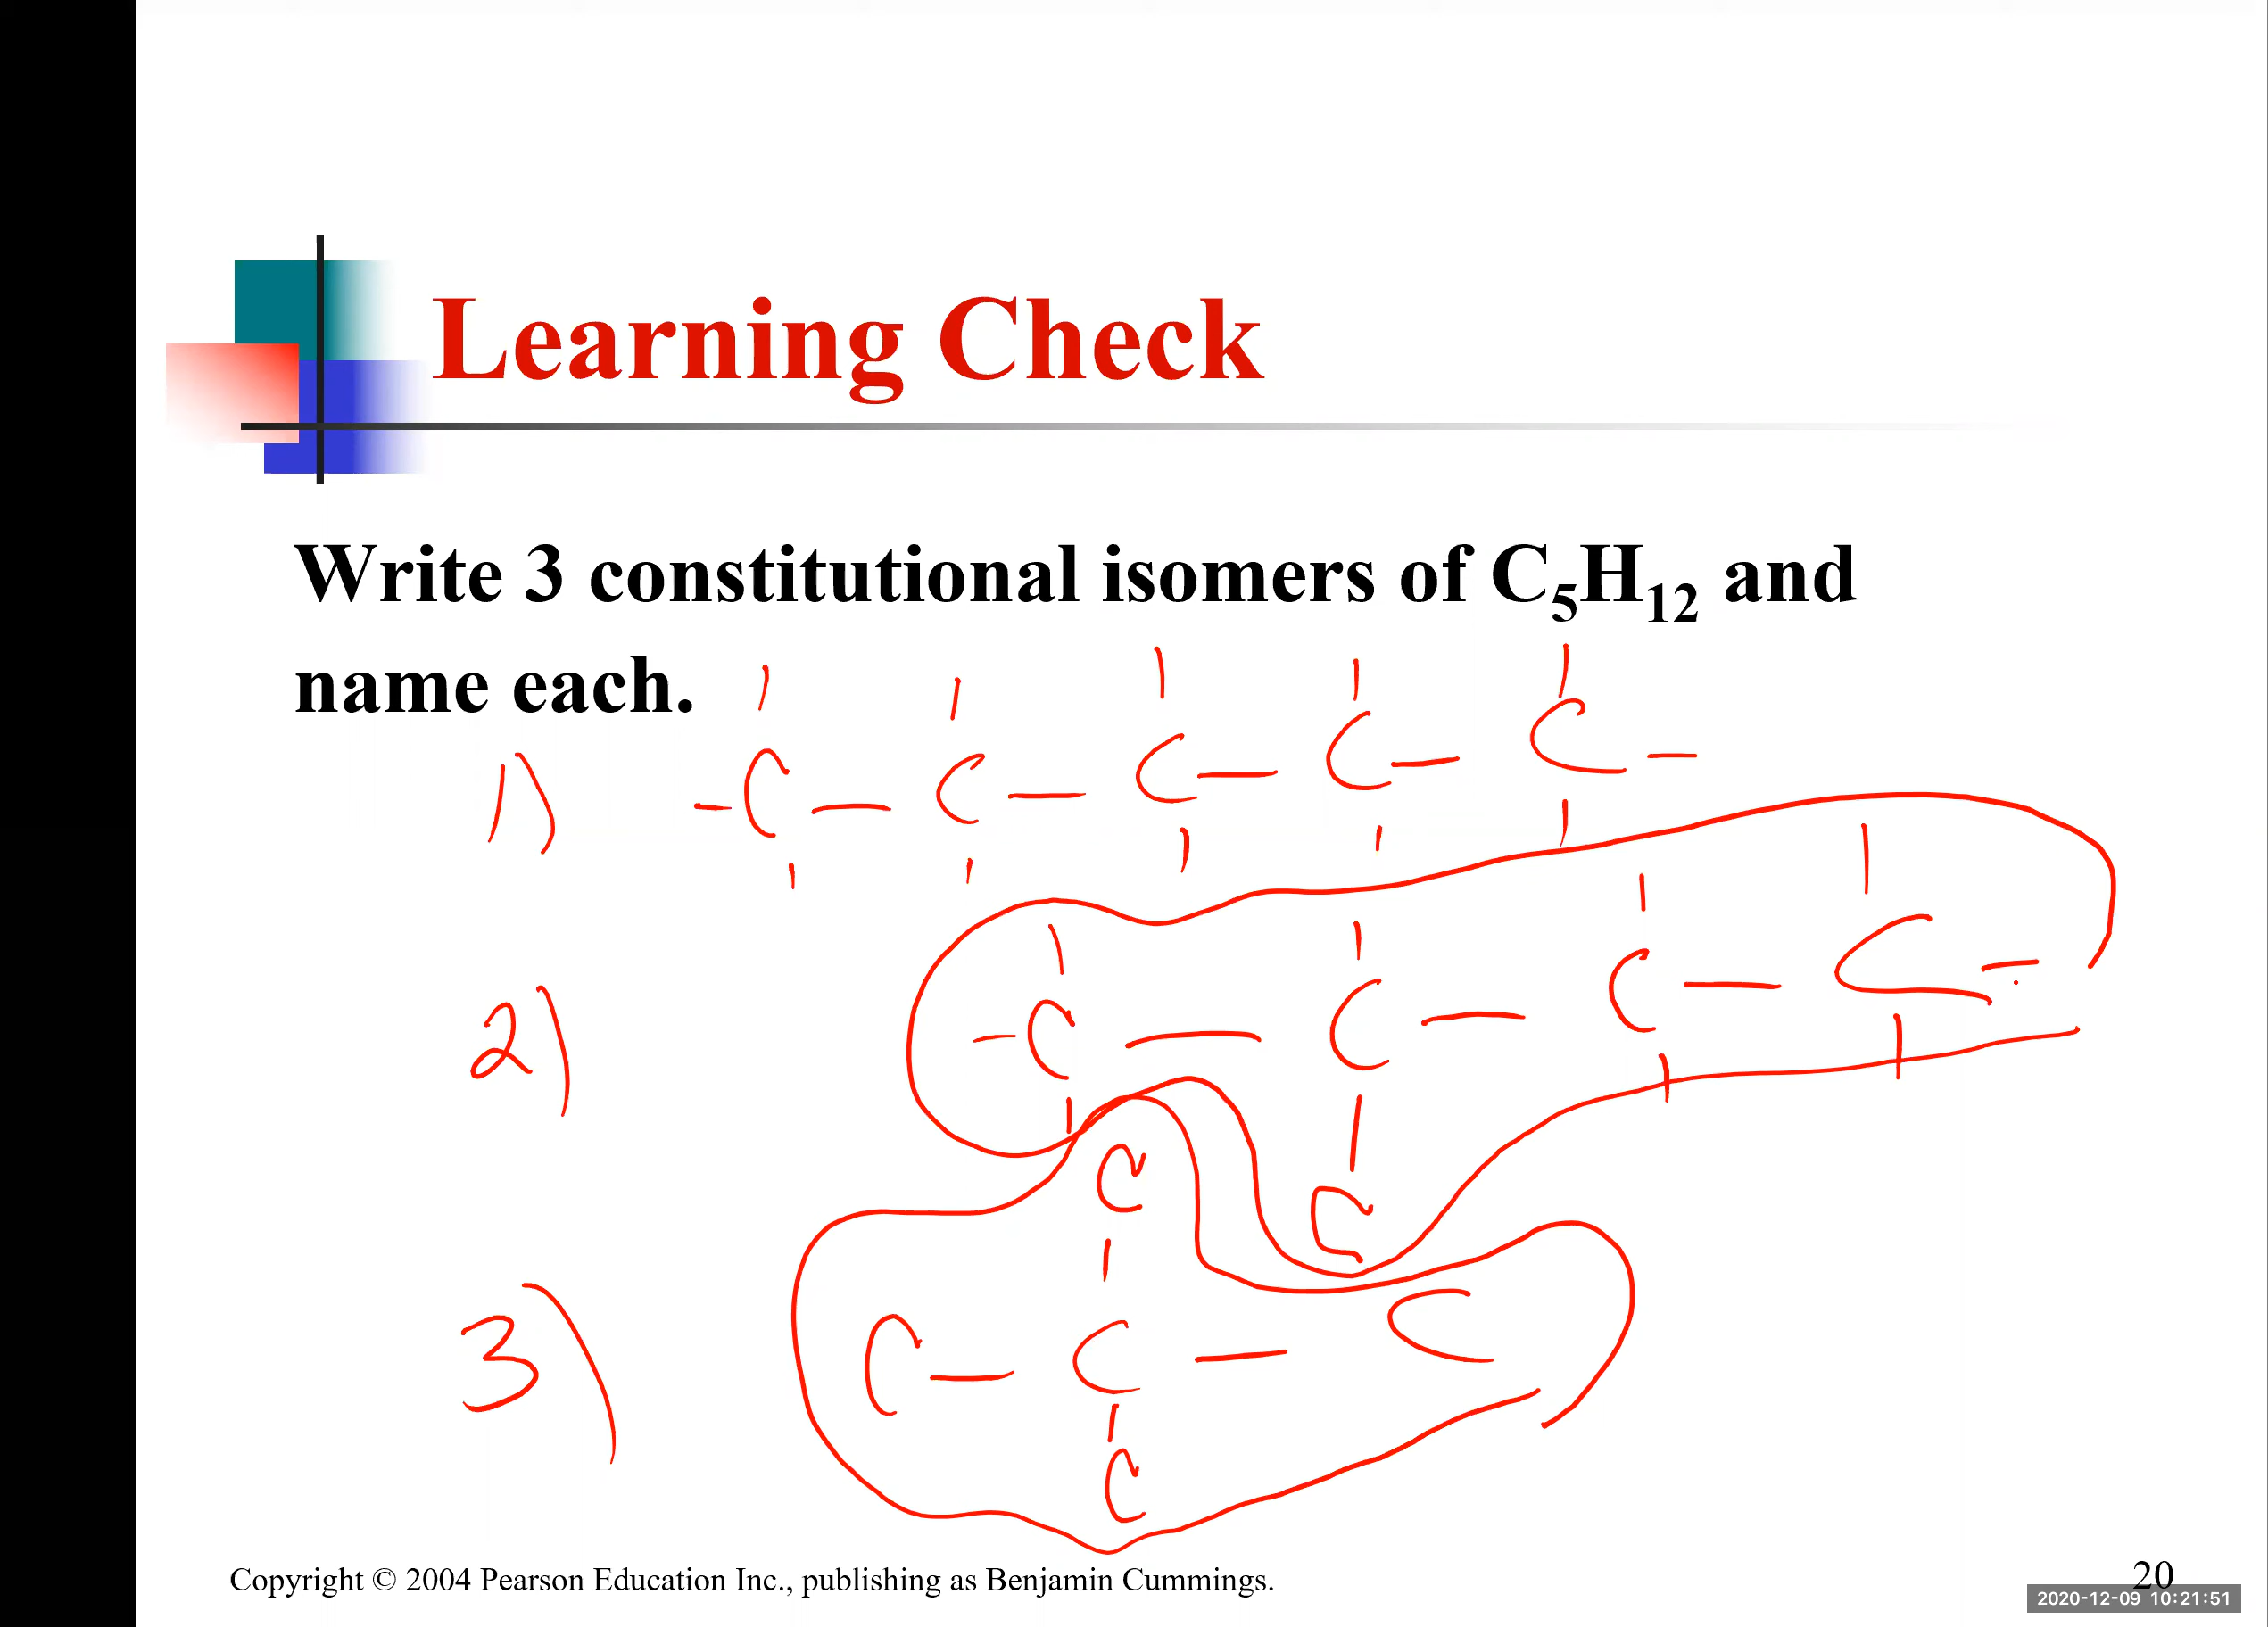 Learning Check
Write 3 constitutional isomers of C₅H₁₂ and
name each.
1) -C-C-C-C-C-
2) -C-C-C-C-
C
C
3) C-C-C
C
Copyright © 2004 Pearson Education Inc., publishing as Benjamin Cummings.
20
2020-12-09 10:21:51